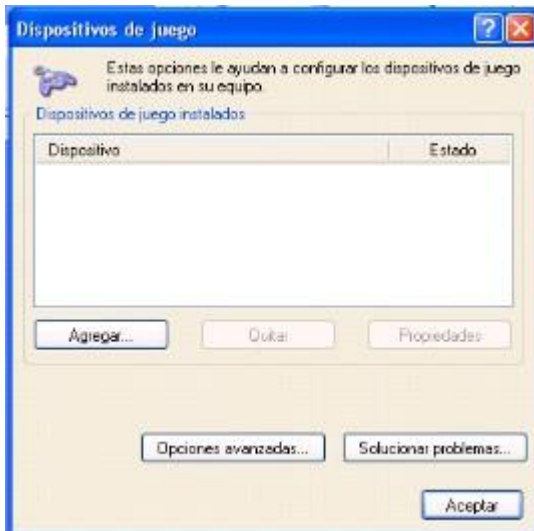 Dispositivos de juego
Estas opciones le ayudan a configurar los dispositivos de juego
instalados en su equipo.
Dispositivos de juego instalados
Dispositivo Estado
Agregar... Quitar Propiedades
Opciones avanzadas... Solucionar problemas...
Aceptar